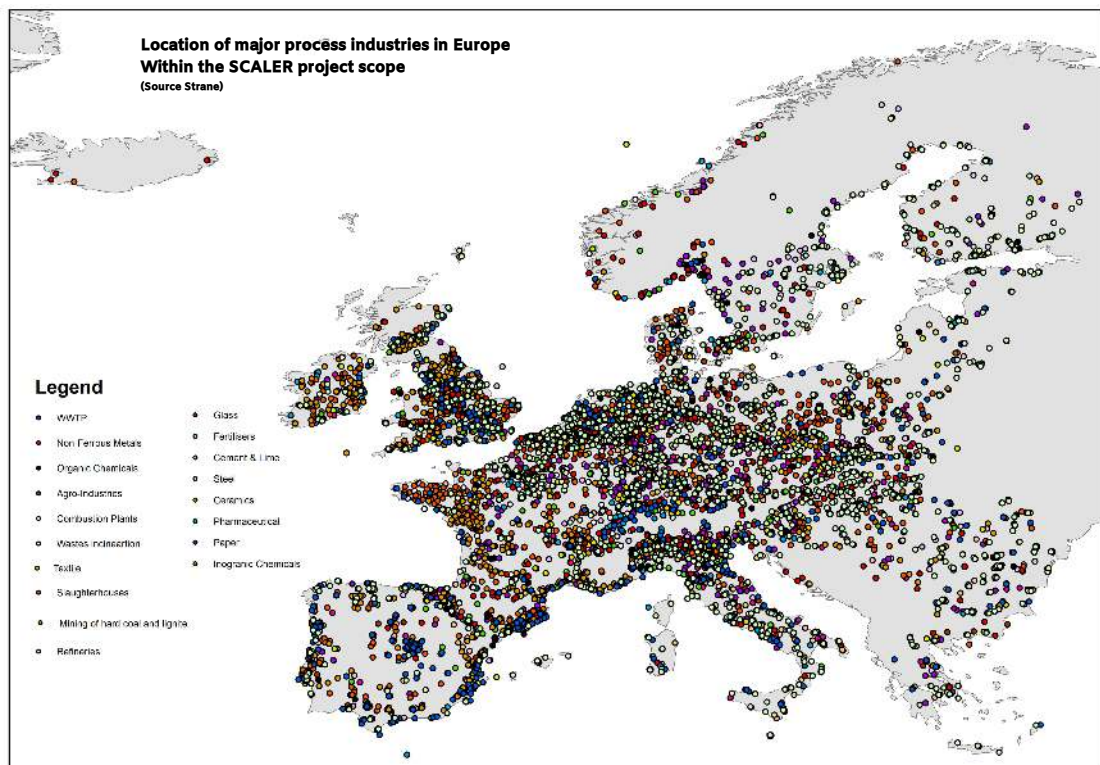 Location of major process industries in Europe
Within the SCALER project scope
(Source Strane)
Legend
WWTP
Non Ferrous Metals
Organic Chemicals
Agro-Industries
Combustion Plants
Wastes Incineartion
Textile
Slaughterhouses
Mining of hard coal and lignite
Refineries
Glass
Fertilisers
Cement & Lime
Steel
Ceramics
Pharmaceutical
Paper
Inogranic Chemicals